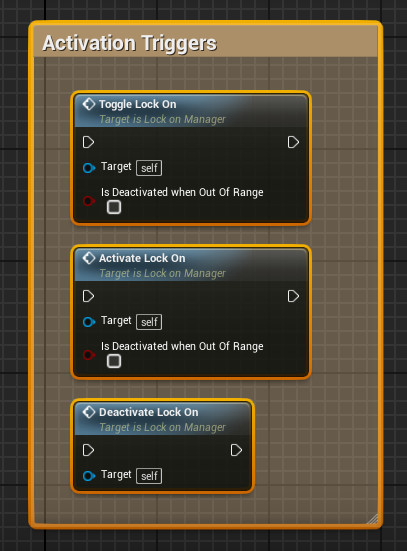 Activation Triggers
Toggle Lock On
Target is Lock on Manager
Target self
Is Deactivated when Out Of Range
Activate Lock On
Target is Lock on Manager
Target self
Is Deactivated when Out Of Range
Deactivate Lock On
Target is Lock on Manager
Target self